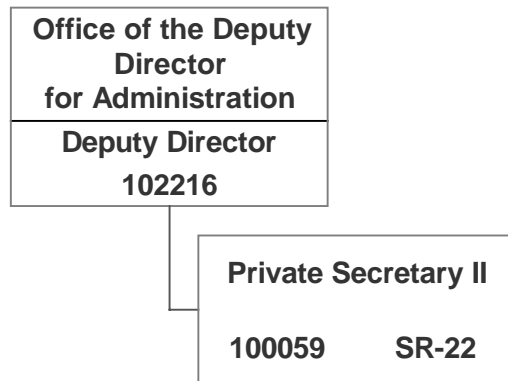 Office of the Deputy
Director
for Administration
Deputy Director
102216
Private Secretary II
100059 SR-22